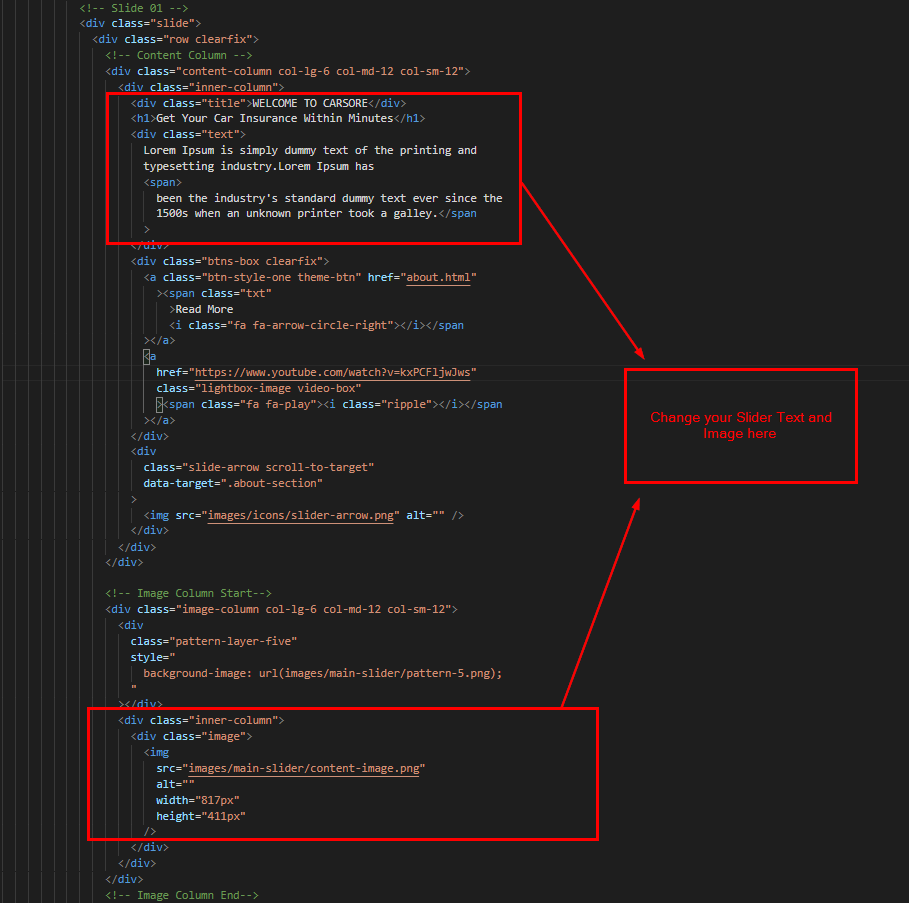 <!-- Slide 01 -->
<div class="slide">
<div class="row clearfix">
<!-- Content Column -->
<div class="content-column col-lg-6 col-md-12 col-sm-12">
<div class="inner-column">
<div class="title">WELCOME TO CARSORE</div>
<h1>Get Your Car Insurance Within Minutes</h1>
<div class="text">
Lorem Ipsum is simply dummy text of the printing and
typesetting industry.Lorem Ipsum has
<span>
been the industry's standard dummy text ever since the
1500s when an unknown printer took a galley.</span
>
</div>
<div class="btns-box clearfix">
<a class="btn-style-one theme-btn" href="about.html"
><span class="txt"
>Read More
<i class="fa fa-arrow-circle-right"></i></span
></a>
<a
href="https://www.youtube.com/watch?v=kxPCFljwJws"
class="lightbox-image video-box"
><span class="fa fa-play"><i class="ripple"></i></span
></a>
</div>
<div
class="slide-arrow scroll-to-target"
data-target=".about-section"
>
<img src="images/icons/slider-arrow.png" alt="" />
</div>
</div>
</div>
<!-- Image Column Start-->
<div class="image-column col-lg-6 col-md-12 col-sm-12">
<div
class="pattern-layer-five"
style="
background-image: url(images/main-slider/pattern-5.png);
"
></div>
<div class="inner-column">
<div class="image">
<img
src="images/main-slider/content-image.png"
alt=""
width="817px"
height="411px"
/>
</div>
</div>
</div>
<!-- Image Column End-->
Change your Slider Text and
Image here